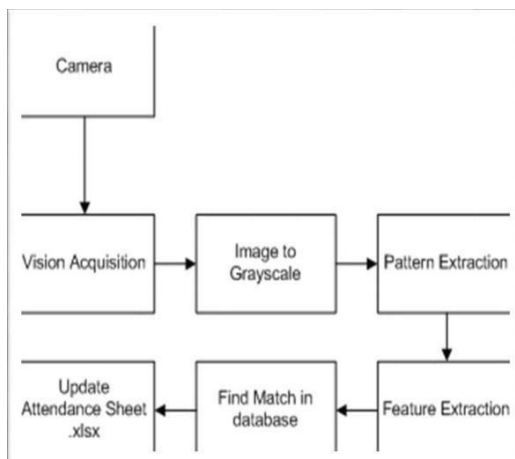 Camera
Vision Acquisition
Image to
Grayscale
Pattern Extraction
Feature Extraction
Find Match in
database
Update
Attendance Sheet
.xlsx